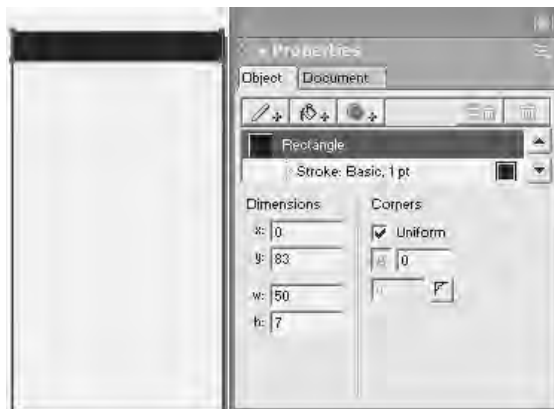 Properties
Object Document
Rectangle
Stroke: Basic, 1 pt
Dimensions Corners
x: 0 Uniform
y: 83 0
w: 50
h: 7